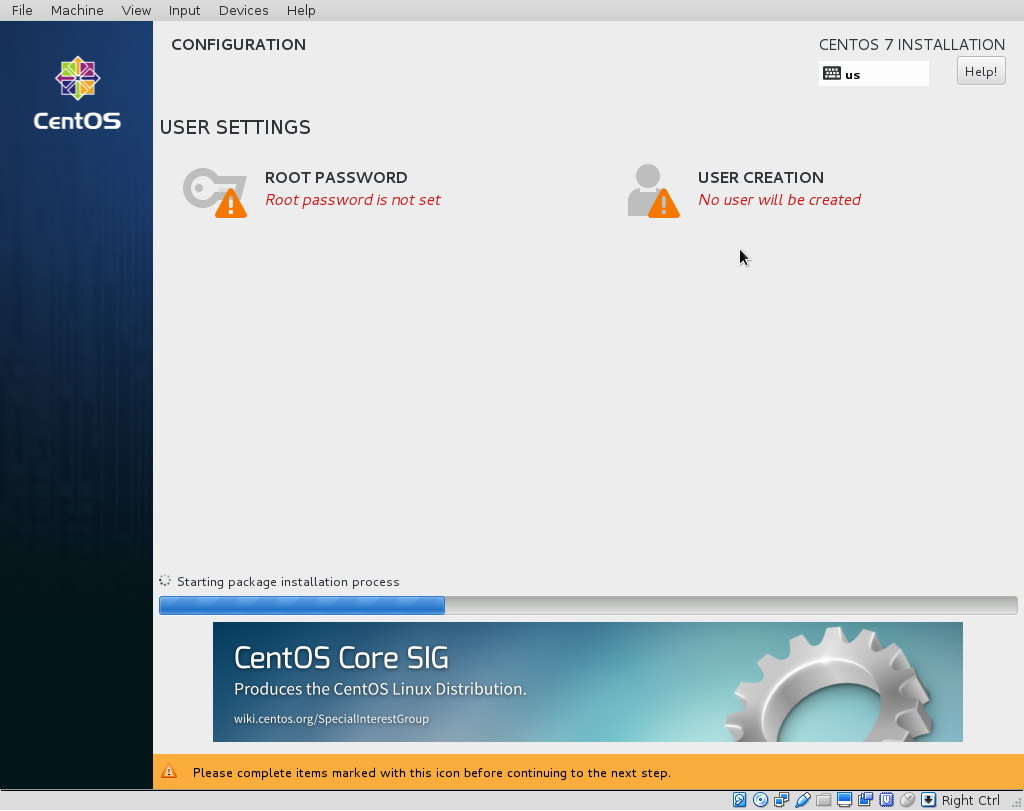 File Machine View Input Devices Help
CentOS
CONFIGURATION
CENTOS 7 INSTALLATION
us
Help!
USER SETTINGS
ROOT PASSWORD
Root password is not set
USER CREATION
No user will be created
Starting package installation process
CentOS Core SIG
Produces the CentOS Linux Distribution.
wiki.centos.org/SpecialInterestGroup
Please complete items marked with this icon before continuing to the next step.
Right Ctrl